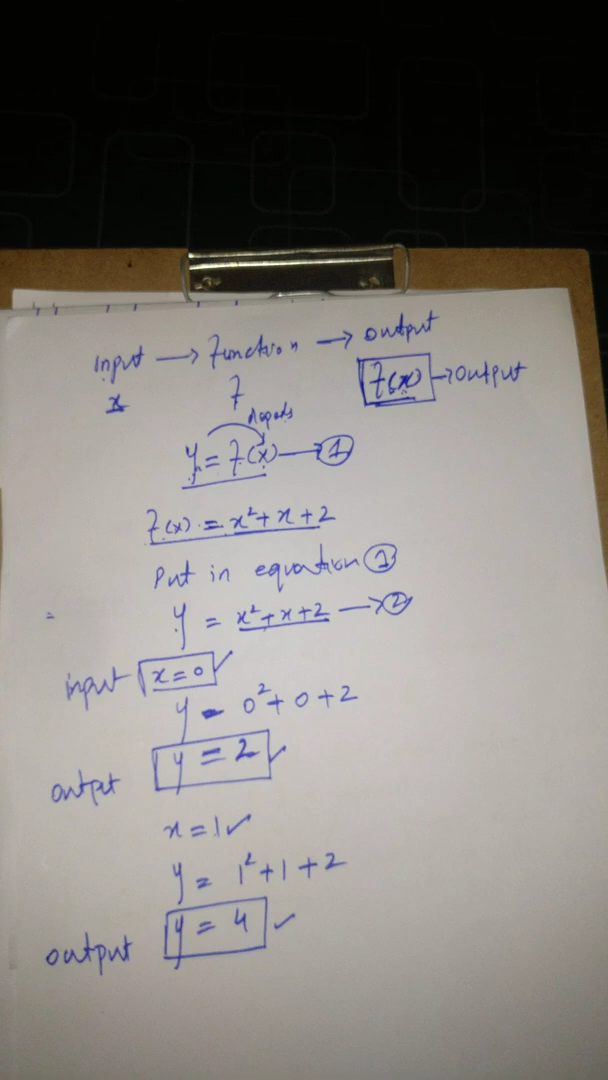 input → function → output
x f f(x) → output
depends
y = f(x) → ①
f(x) = x² + x + 2
Put in equation ①
=
y = x² + x + 2 → ②
input x = 0 ✓
y = 0² + 0 + 2
output y = 2 ✓
x = 1 ✓
y = 1² + 1 + 2
output y = 4 ✓